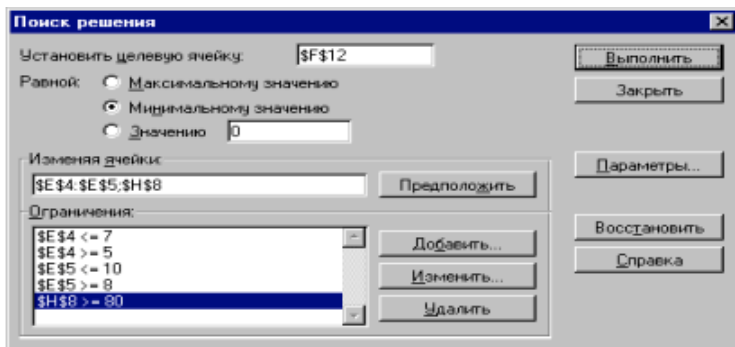 Поиск решения
Установить целевую ячейку: $F$12
Выполнить
Равной: Максимальному значению
Закрыть
Минимальному значению
Значению 0
Изменяя ячейки:
Параметры...
$E$4:$E$5;$H$8 Предположить
Ограничения:
$E$4 <= 7
$E$4 >= 5
$E$5 <= 10
$E$5 >= 8
$H$8 >= 80
Добавить...
Изменить...
Удалить
Восстановить
Справка